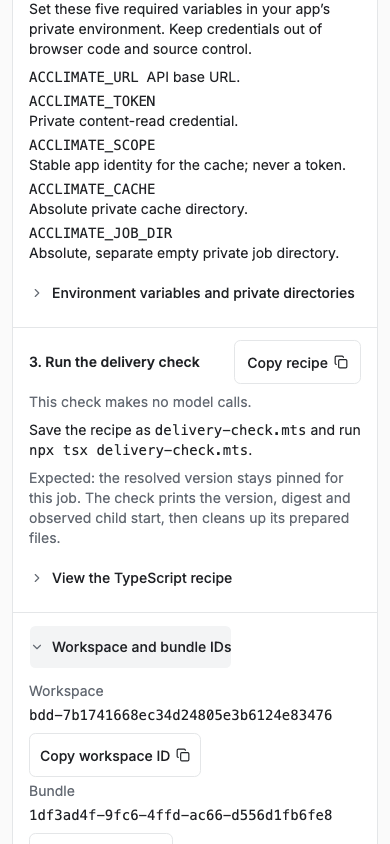 Set these five required variables in your app’s
private environment. Keep credentials out of
browser code and source control.
ACCLIMATE_URL API base URL.
ACCLIMATE_TOKEN
Private content-read credential.
ACCLIMATE_SCOPE
Stable app identity for the cache; never a token.
ACCLIMATE_CACHE
Absolute private cache directory.
ACCLIMATE_JOB_DIR
Absolute, separate empty private job directory.
Environment variables and private directories
3. Run the delivery check
Copy recipe
This check makes no model calls.
Save the recipe as delivery-check.mts and run
npx tsx delivery-check.mts.
Expected: the resolved version stays pinned for
this job. The check prints the version, digest and
observed child start, then cleans up its prepared
files.
View the TypeScript recipe
Workspace and bundle IDs
Workspace
bdd-7b1741668ec34d24805e3b6124e83476
Copy workspace ID
Bundle
1df3ad4f-9fc6-4ffd-ac66-d556d1fb6fe8